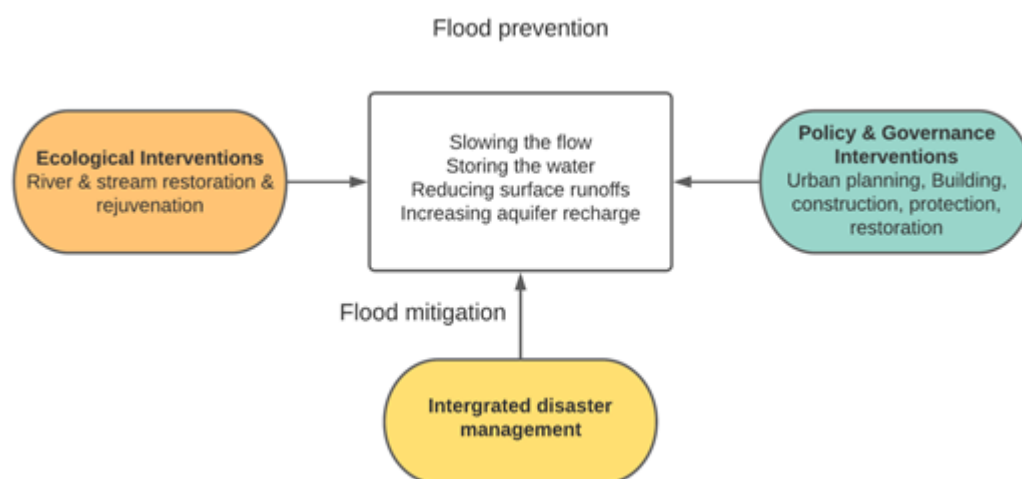 Flood prevention
Ecological Interventions
River & stream restoration &
rejuvenation
Slowing the flow
Storing the water
Reducing surface runoffs
Increasing aquifer recharge
Policy & Governance
Interventions
Urban planning, Building,
construction, protection,
restoration
Flood mitigation
Intergrated disaster
management